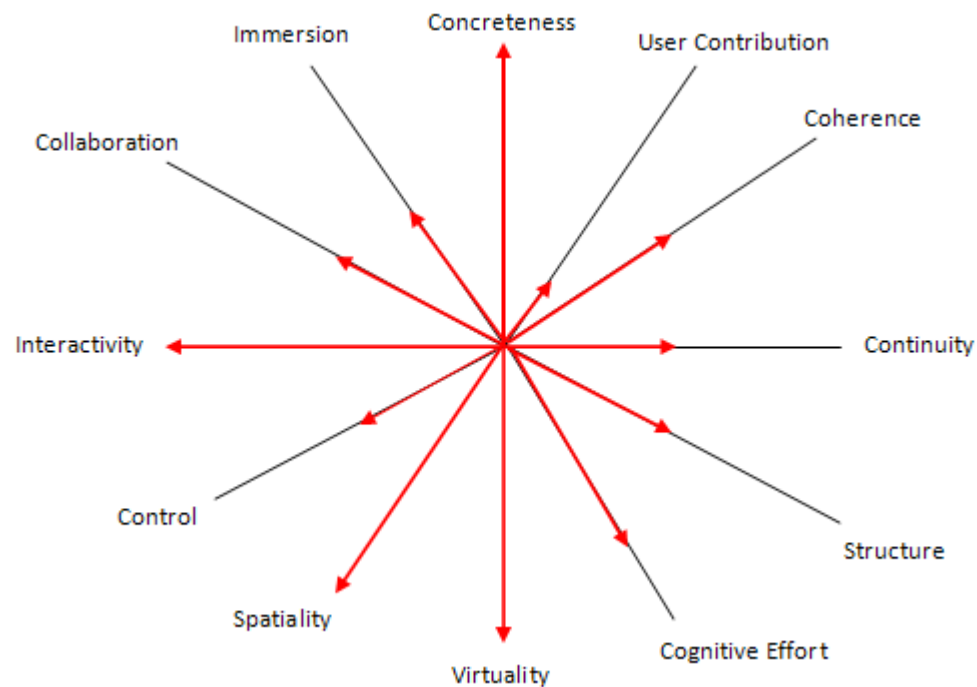 Concreteness
Immersion
User Contribution
Coherence
Collaboration
Interactivity
Continuity
Control
Structure
Spatiality
Cognitive Effort
Virtuality